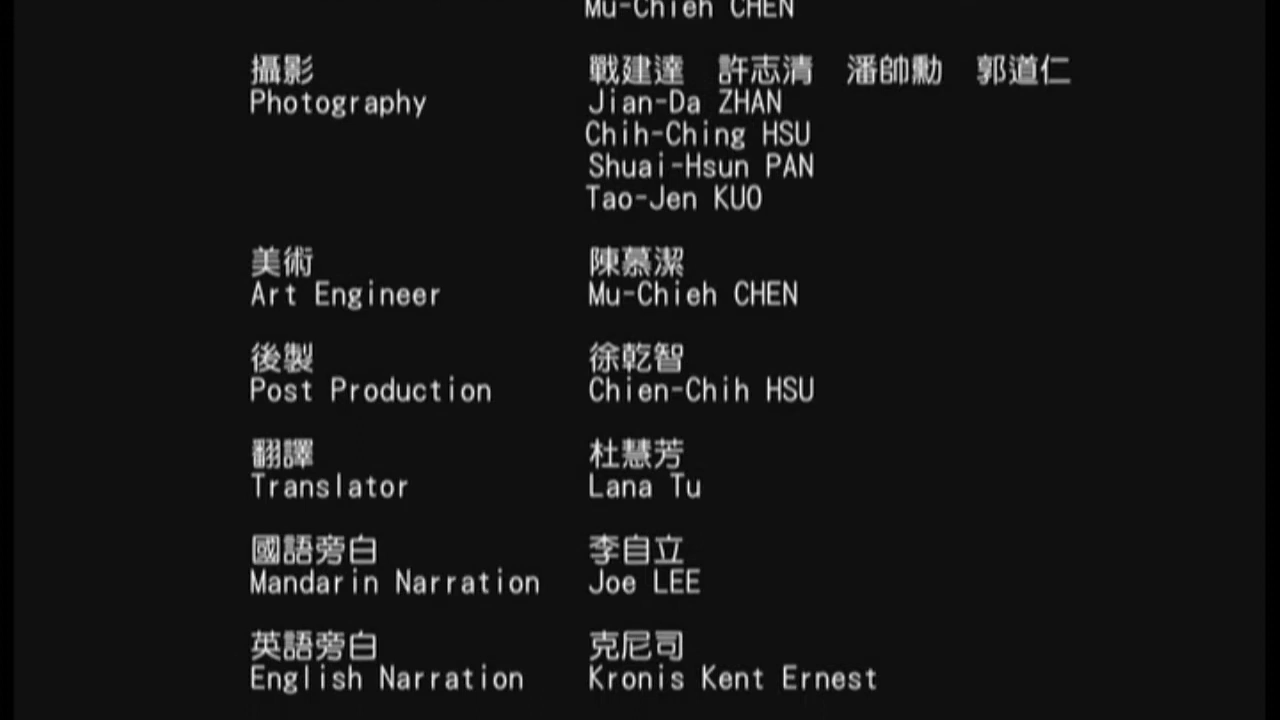 Mu-Chieh CHEN
攝影 戰建達 許志清 潘帥勳 郭道仁
Photography Jian-Da ZHAN
Chih-Ching HSU
Shuai-Hsun PAN
Tao-Jen KUO
美術 陳慕潔
Art Engineer Mu-Chieh CHEN
後製 徐乾智
Post Production Chien-Chih HSU
翻譯 杜慧芳
Translator Lana Tu
國語旁白 李自立
Mandarin Narration Joe LEE
英語旁白 克尼司
English Narration Kronis Kent Ernest